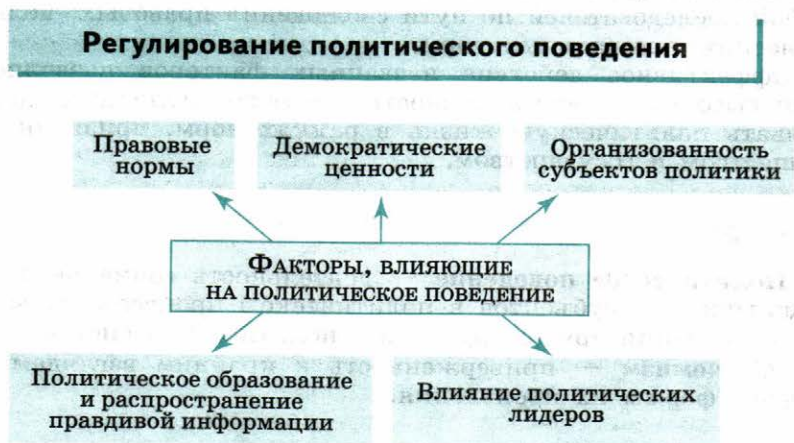 Регулирование политического поведения
Правовые
нормы
Демократические
ценности
Организованность
субъектов политики
Факторы, влияющие
на политическое поведение
Политическое образование
и распространение
правдивой информации
Влияние политических
лидеров